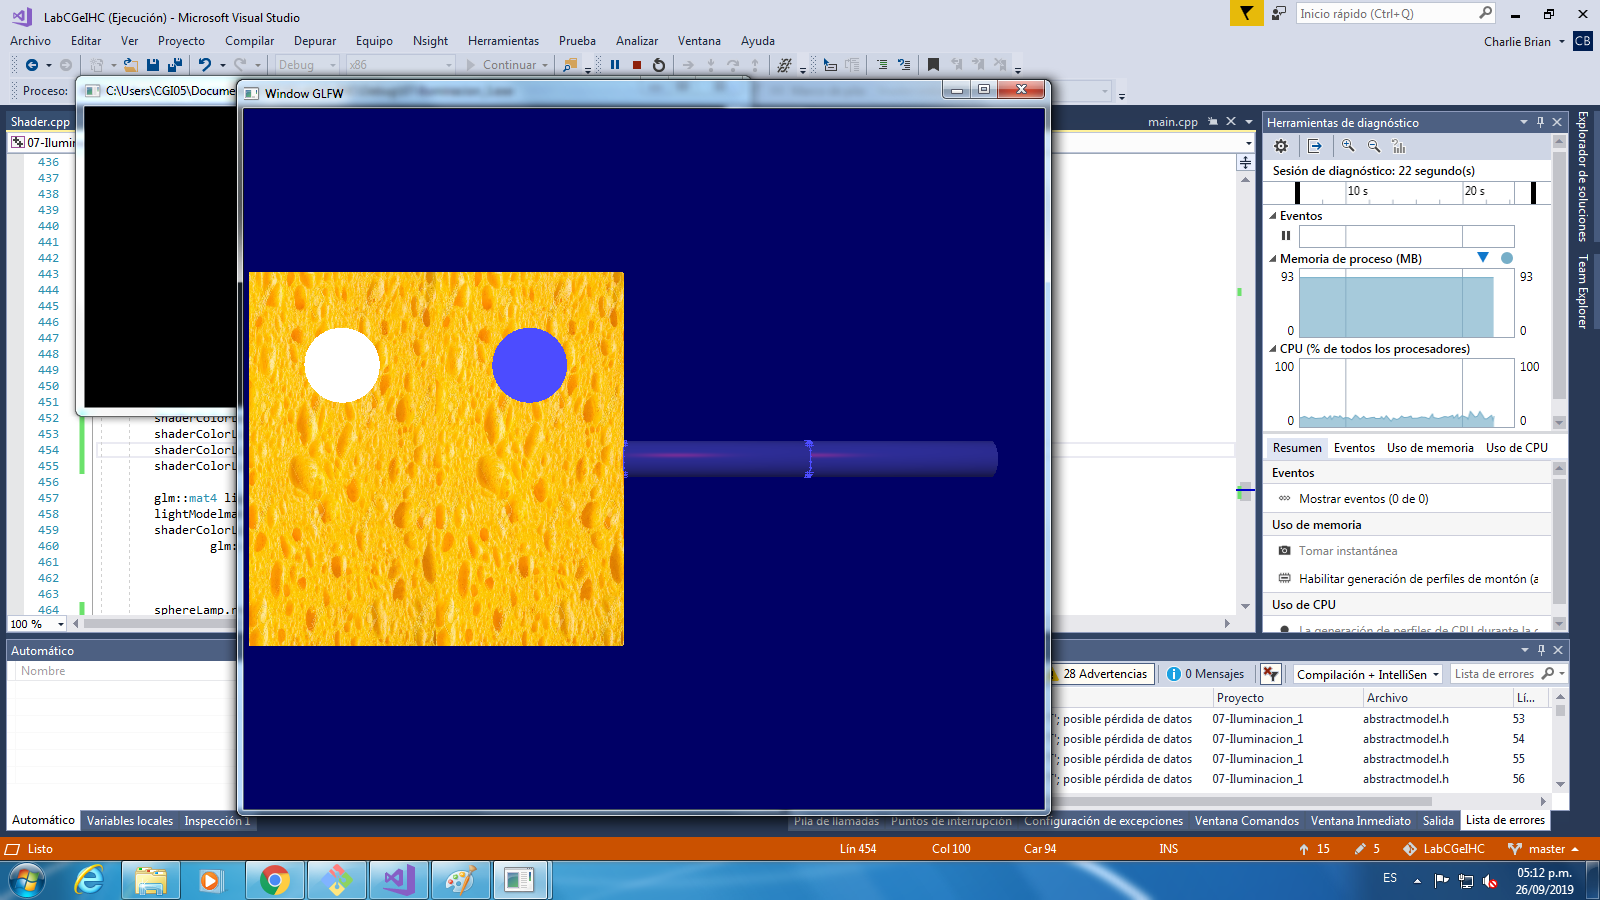 LabCGeIHC (Ejecución) - Microsoft Visual Studio
Inicio rápido (Ctrl+Q)
Archivo Editar Ver Proyecto Compilar Depurar Equipo Nsight Herramientas Prueba Analizar Ventana Ayuda
Charlie Brian CB
Debug x86 Continuar
Proceso: C:\Users\CGI05\Docume
Window GLFW
Shader.cpp
main.cpp
07-Ilumi
436
437
438
439
440
441
442
443
444
445
446
447
448
449
450
451
452 shaderColorL
453 shaderColorL
454 shaderColorL
455 shaderColorL
456
457 glm::mat4 li
458 lightModelma
459 shaderColorL
460 glm:
461
462
463
464 sphereLamp.r
100 %
Herramientas de diagnóstico
Sesión de diagnóstico: 22 segundo(s)
10 s 20 s
Eventos
Memoria de proceso (MB)
93 93
0 0
CPU (% de todos los procesadores)
100 100
0 0
Resumen Eventos Uso de memoria Uso de CPU
Eventos
Mostrar eventos (0 de 0)
Uso de memoria
Tomar instantánea
Habilitar generación de perfiles de montón (a
Uso de CPU
La generación de perfiles de CPU durante la
Explorador de soluciones
Team Explorer
Automático
Nombre
Automático Variables locales Inspección 1
28 Advertencias 0 Mensajes Compilación + IntelliSen Lista de errores
Proyecto Archivo Lí...
'; posible pérdida de datos 07-Iluminacion_1 abstractmodel.h 53
'; posible pérdida de datos 07-Iluminacion_1 abstractmodel.h 54
'; posible pérdida de datos 07-Iluminacion_1 abstractmodel.h 55
'; posible pérdida de datos 07-Iluminacion_1 abstractmodel.h 56
Pila de llamadas Puntos de interrupción Configuración de excepciones Ventana Comandos Ventana Inmediato Salida Lista de errores
Listo Lín 454 Col 100 Car 94 INS 15 5 LabCGeIHC master
ES
05:12 p.m.
26/09/2019